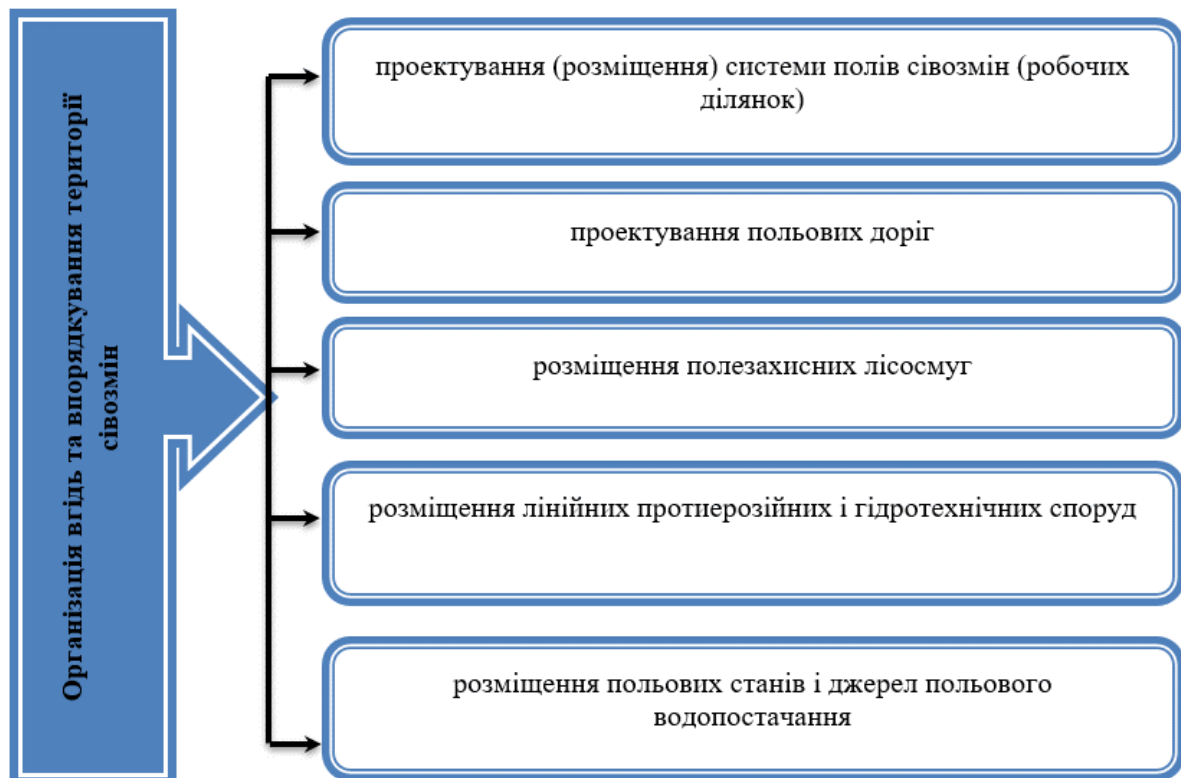 Організація вгідь та впорядкування території
сівозмін
проектування (розміщення) системи полів сівозмін (робочих
ділянок)
проектування польових доріг
розміщення полезахисних лісосмуг
розміщення лінійних протиерозійних і гідротехнічних споруд
розміщення польових станів і джерел польового
водопостачання